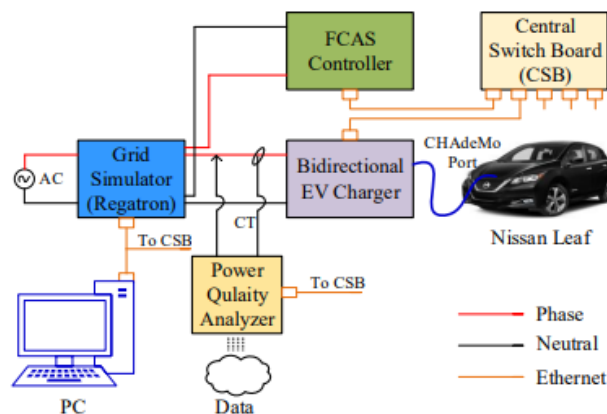 FCAS
Controller
Central
Switch Board
(CSB)
AC
Grid
Simulator
(Regatron)
Bidirectional
EV Charger
CHAdeMo
Port
Nissan Leaf
CT
To CSB
Power
Qulaity
Analyzer
To CSB
PC
Data
Phase
Neutral
Ethernet